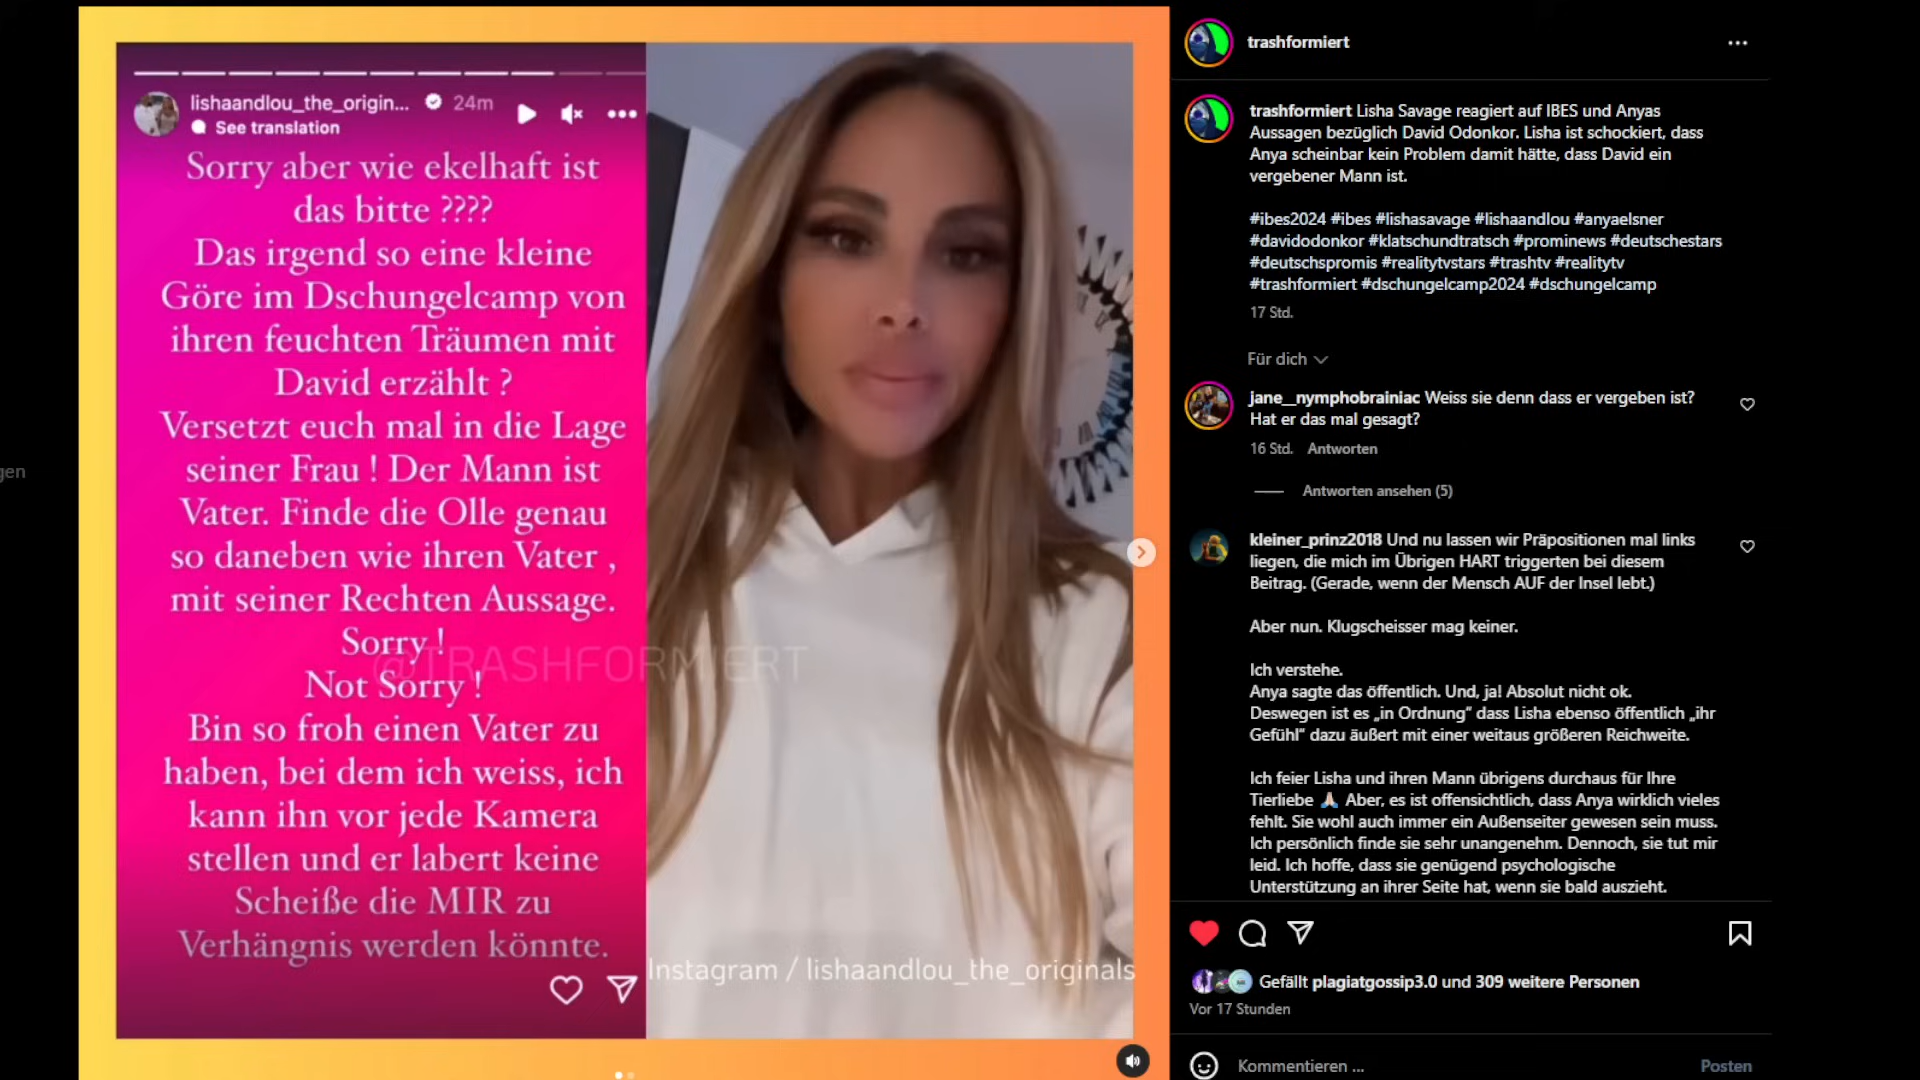 lishaandlou_the_origin... 24m
See translation
Sorry aber wie ekelhaft ist
das bitte ????
Das irgend so eine kleine
Göre im Dschungelcamp von
ihren feuchten Träumen mit
David erzählt ?
Versetzt euch mal in die Lage
seiner Frau ! Der Mann ist
Vater. Finde die Olle genau
so daneben wie ihren Vater ,
mit seiner Rechten Aussage.
Sorry !
Not Sorry !
Bin so froh einen Vater zu
haben, bei dem ich weiss, ich
kann ihn vor jede Kamera
stellen und er labert keine
Scheiße die MIR zu
Verhängnis werden könnte.
@TRASHFORMIERT
Instagram / lishaandlou_the_originals
gen
trashformiert
trashformiert Lisha Savage reagiert auf IBES und Anyas
Aussagen bezüglich David Odonkor. Lisha ist schockiert, dass
Anya scheinbar kein Problem damit hätte, dass David ein
vergebener Mann ist.
#ibes2024 #ibes #lishasavage #lishaandlou #anyaelsner
#davidodonkor #klatschundtratsch #prominews #deutschestars
#deutschspromis #realitytvstars #trashtv #realitytv
#trashformiert #dschungelcamp2024 #dschungelcamp
17 Std.
Für dich
jane__nymphobrainiac Weiss sie denn dass er vergeben ist?
Hat er das mal gesagt?
16 Std. Antworten
Antworten ansehen (5)
kleiner_prinz2018 Und nu lassen wir Präpositionen mal links
liegen, die mich im Übrigen HART triggerten bei diesem
Beitrag. (Gerade, wenn der Mensch AUF der Insel lebt.)
Aber nun. Klugscheisser mag keiner.
Ich verstehe.
Anya sagte das öffentlich. Und, ja! Absolut nicht ok.
Deswegen ist es „in Ordnung“ dass Lisha ebenso öffentlich „ihr
Gefühl“ dazu äußert mit einer weitaus größeren Reichweite.
Ich feier Lisha und ihren Mann übrigens durchaus für Ihre
Tierliebe 🙏🏻 Aber, es ist offensichtlich, dass Anya wirklich vieles
fehlt. Sie wohl auch immer ein Außenseiter gewesen sein muss.
Ich persönlich finde sie sehr unangenehm. Dennoch, sie tut mir
leid. Ich hoffe, dass sie genügend psychologische
Unterstützung an ihrer Seite hat, wenn sie bald auszieht.
Gefällt plagiatgossip3.0 und 309 weitere Personen
Vor 17 Stunden
Kommentieren ...
Posten